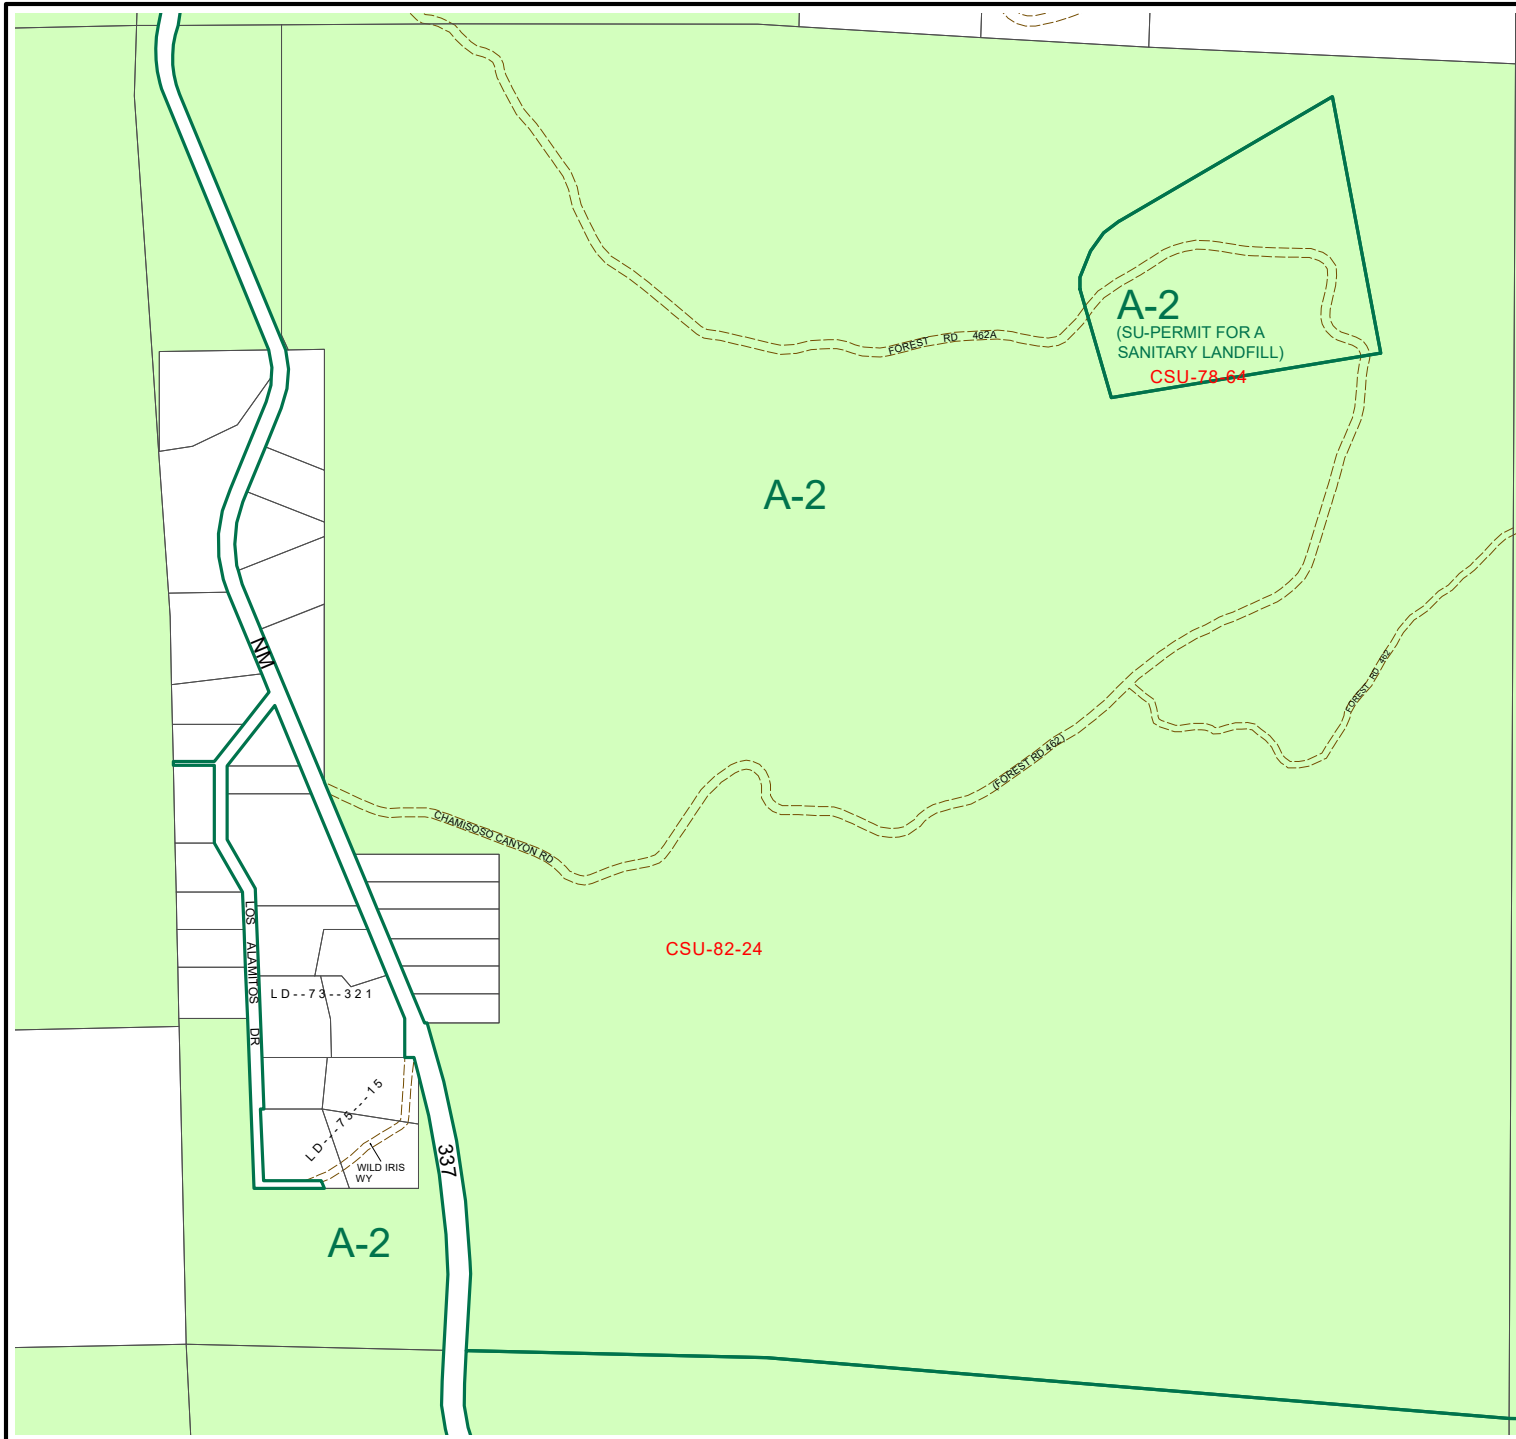 A-2
(SU-PERMIT FOR A
SANITARY LANDFILL)
CSU-78-64
FOREST RD 462A
A-2
NM
FOREST RD 462
(FOREST RD 462)
CHAMISOSO CANYON RD
LOS ALAMITOS DR
CSU-82-24
LD--73--321
LD---75---15
WILD IRIS
WY
337
A-2